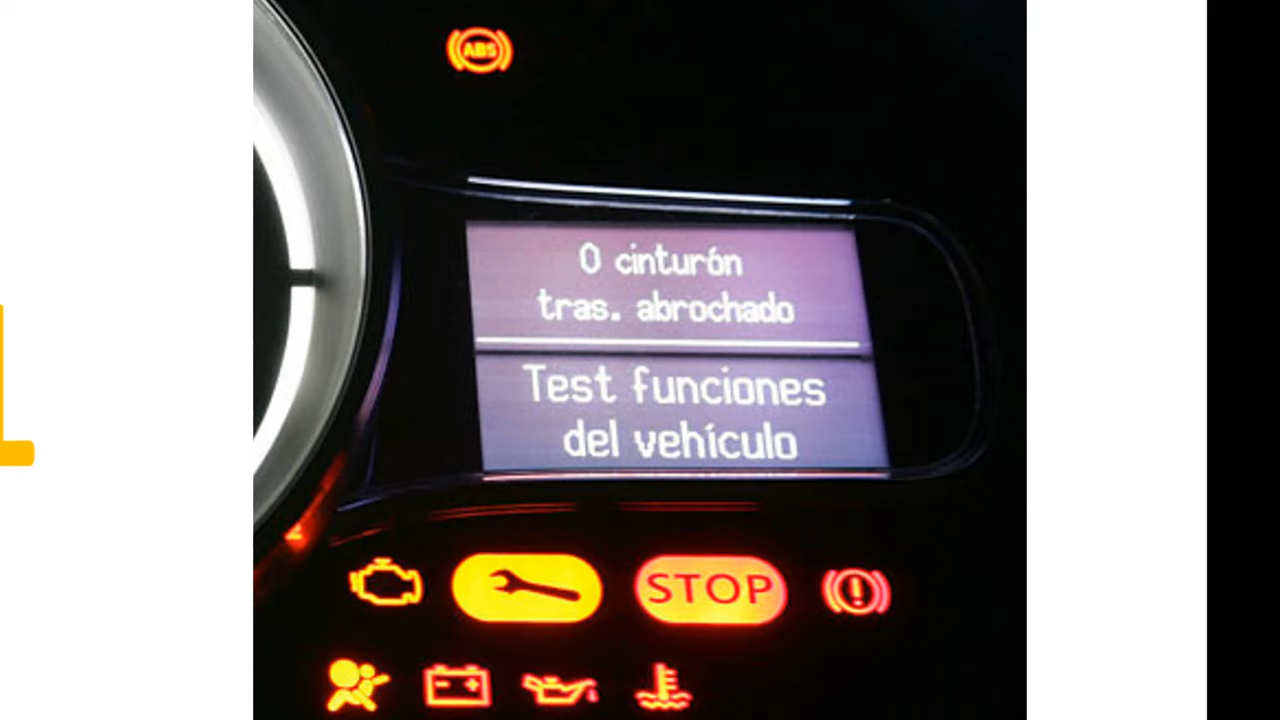 ABS
0 cinturón
tras. abrochado
Test funciones
del vehículo
STOP